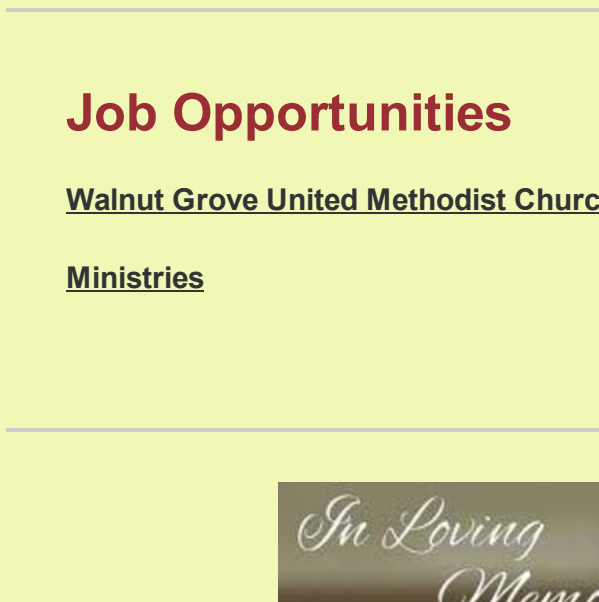 Job Opportunities
Walnut Grove United Methodist Churc
Ministries
In Loving